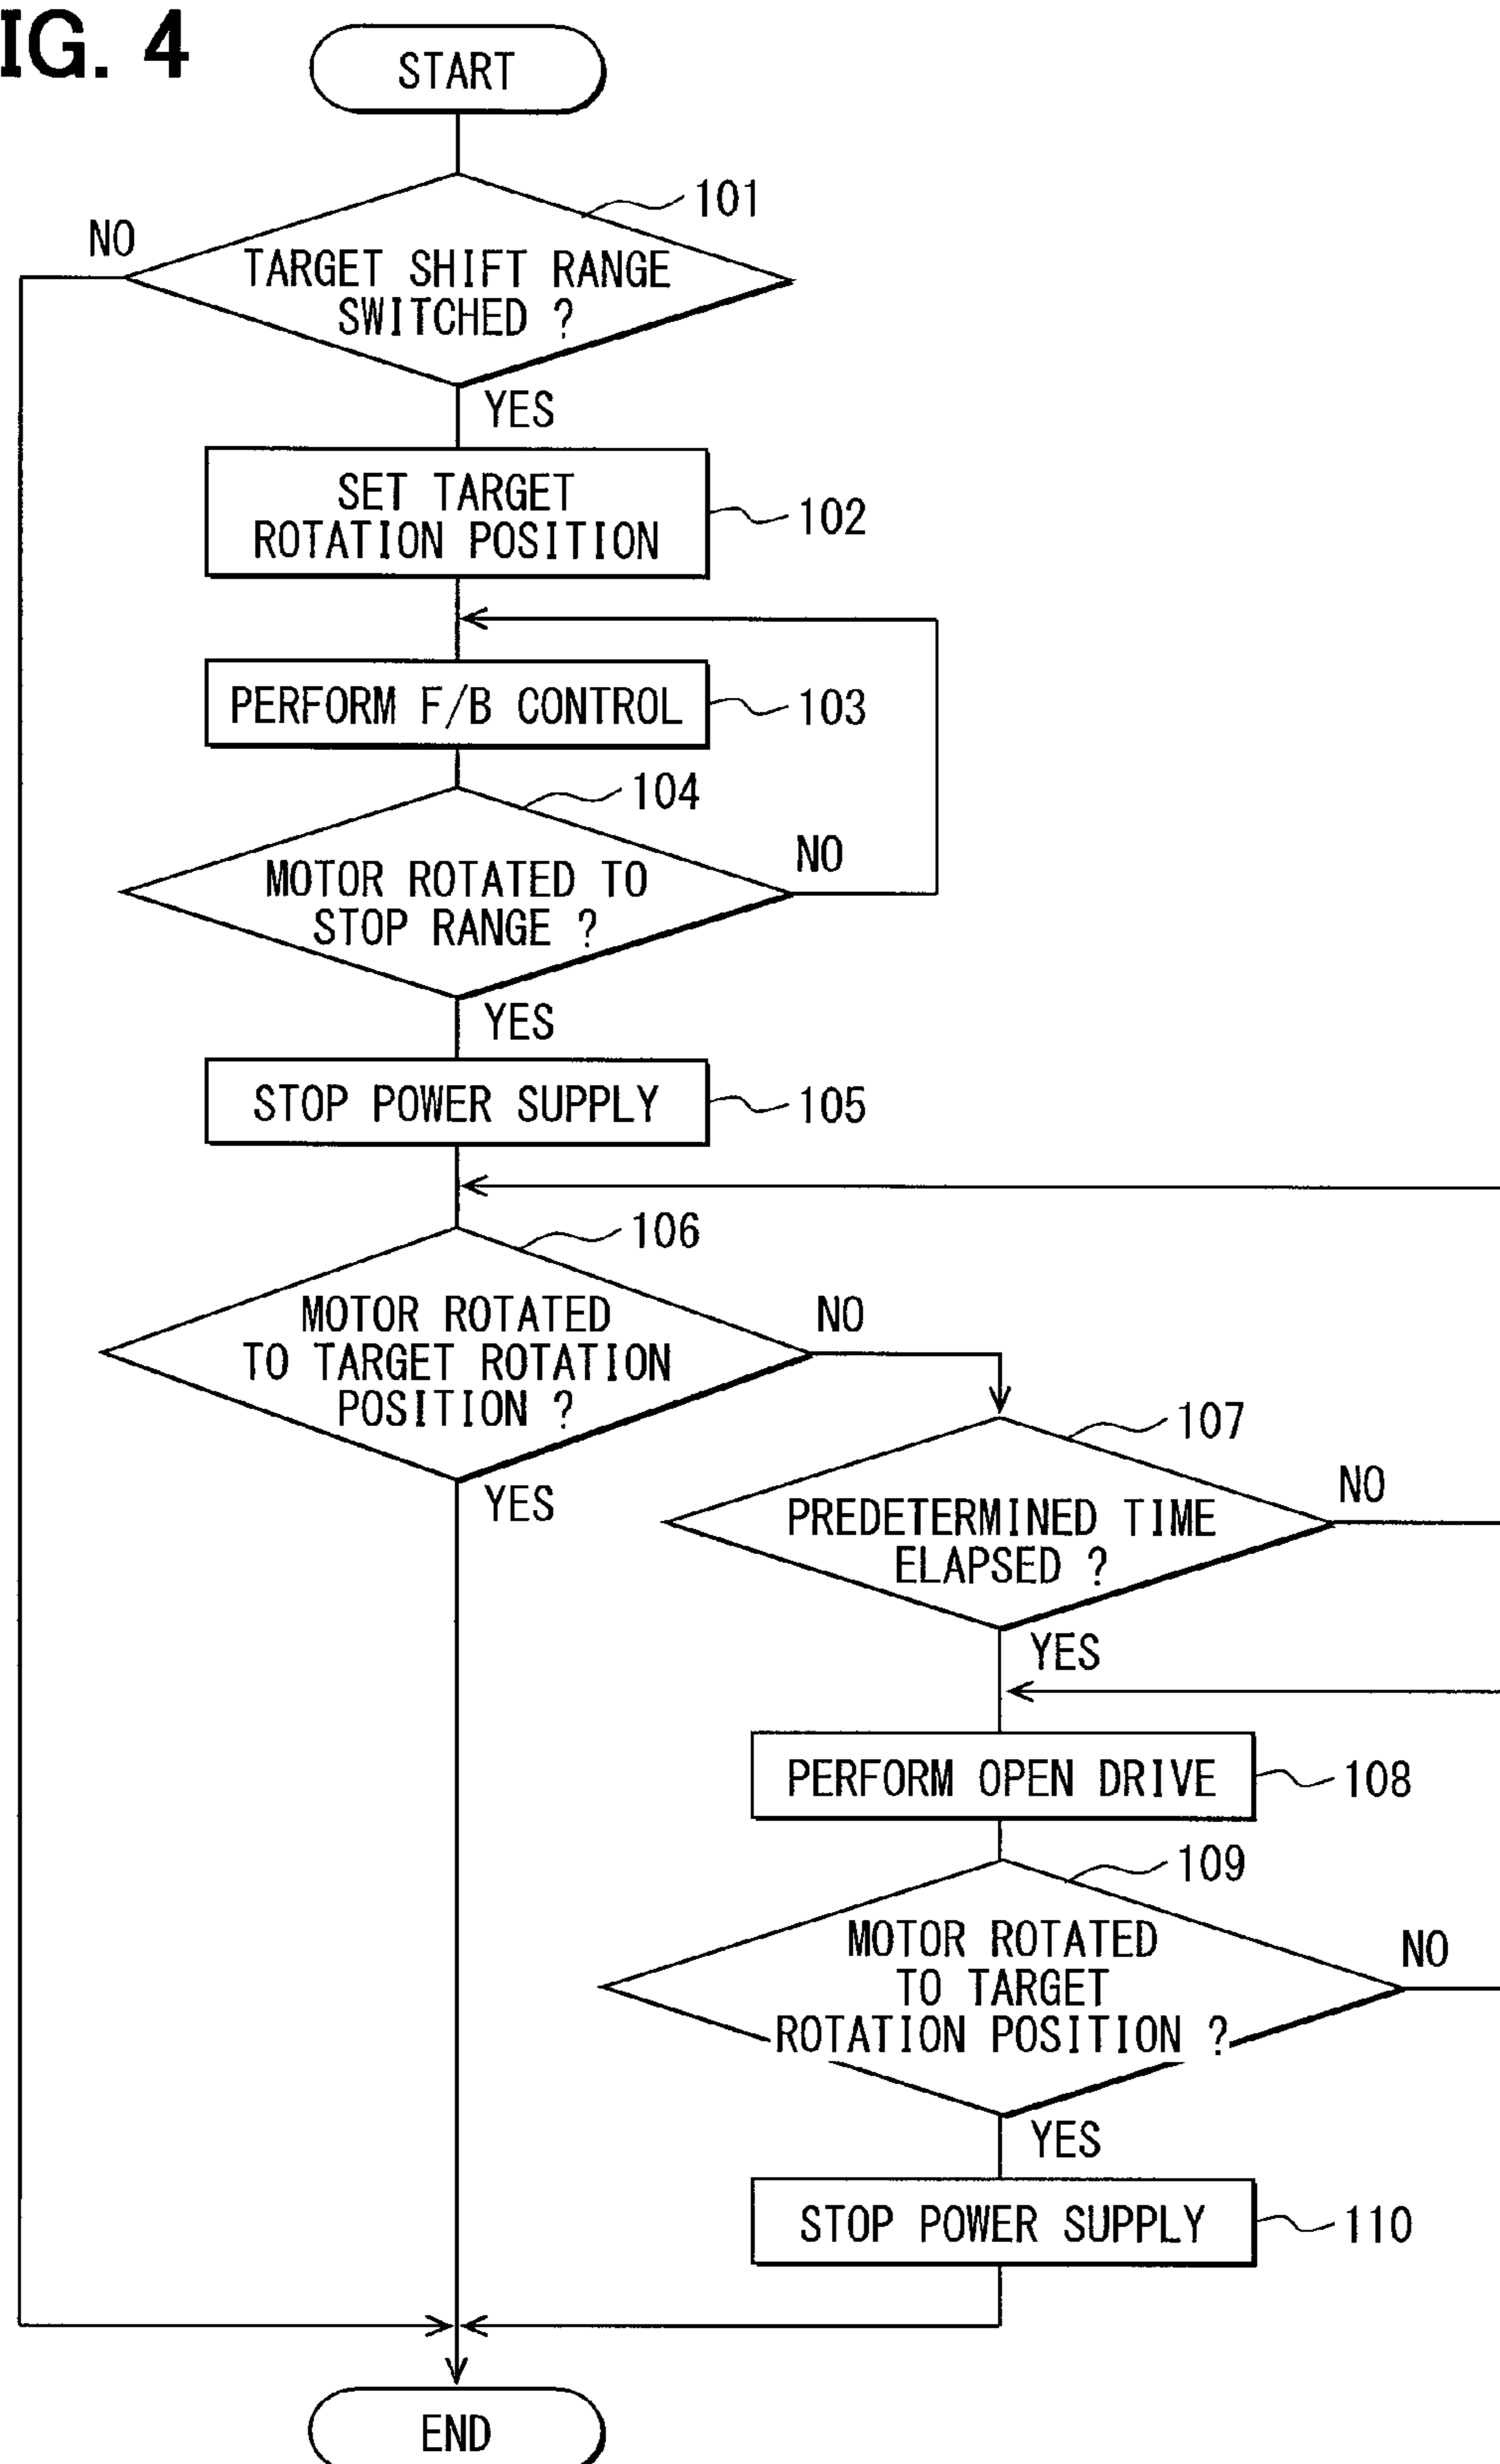 IG. 4
START
101
NO
TARGET SHIFT RANGE
SWITCHED ?
YES
SET TARGET
ROTATION POSITION
102
PERFORM F/B CONTROL
103
104
MOTOR ROTATED TO
STOP RANGE ?
NO
YES
STOP POWER SUPPLY
105
106
MOTOR ROTATED
TO TARGET ROTATION
POSITION ?
NO
YES
107
PREDETERMINED TIME
ELAPSED ?
NO
YES
PERFORM OPEN DRIVE
108
109
MOTOR ROTATED
TO TARGET
ROTATION POSITION ?
NO
YES
STOP POWER SUPPLY
110
END